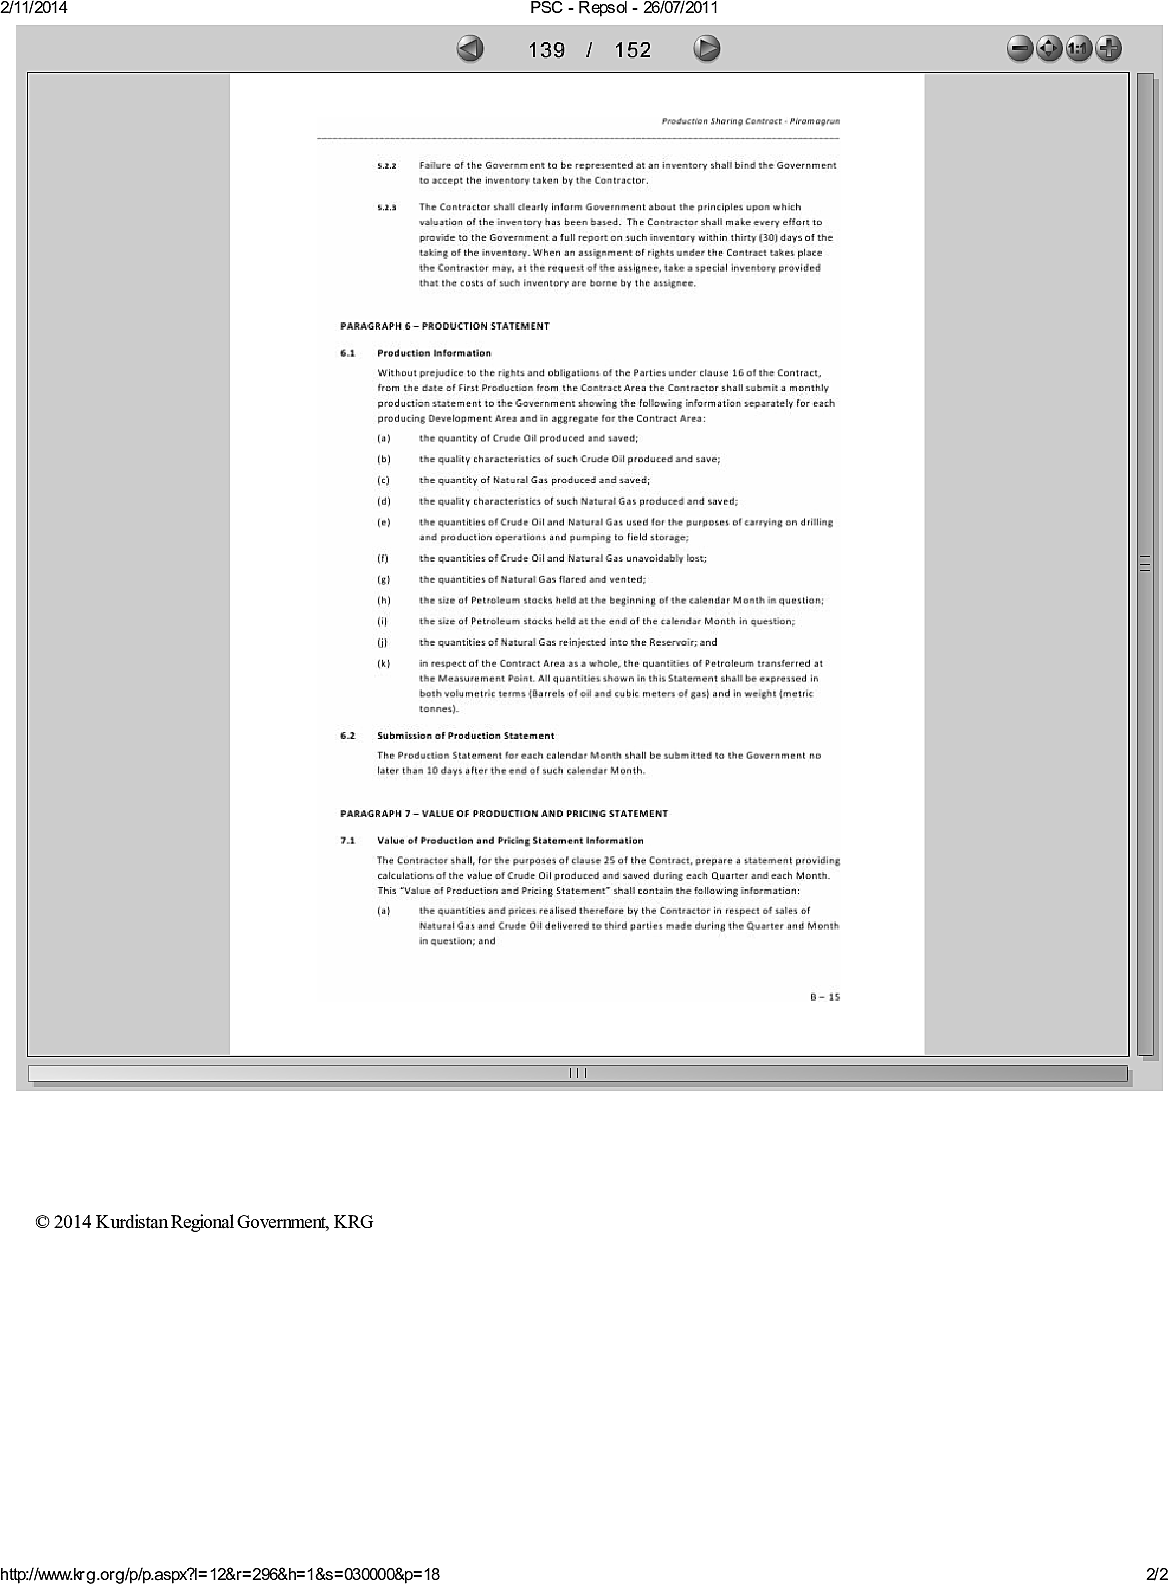 2/11/2014 PSC - Repsol - 26/07/2011
139 / 152
1:1
Production Sharing Contract - Piramagrun
5.2.2 Failure of the Government to be represented at an inventory shall bind the Government
to accept the inventory taken by the Contractor.
5.2.3 The Contractor shall clearly inform Government about the principles upon which
valuation of the inventory has been based. The Contractor shall make every effort to
provide to the Government a full report on such inventory within thirty (30) days of the
taking of the inventory. When an assignment of rights under the Contract takes place
the Contractor may, at the request of the assignee, take a special inventory provided
that the costs of such inventory are borne by the assignee.
PARAGRAPH 6 – PRODUCTION STATEMENT
6.1 Production Information
Without prejudice to the rights and obligations of the Parties under clause 16 of the Contract,
from the date of First Production from the Contract Area the Contractor shall submit a monthly
production statement to the Government showing the following information separately for each
producing Development Area and in aggregate for the Contract Area:
(a) the quantity of Crude Oil produced and saved;
(b) the quality characteristics of such Crude Oil produced and save;
(c) the quantity of Natural Gas produced and saved;
(d) the quality characteristics of such Natural Gas produced and saved;
(e) the quantities of Crude Oil and Natural Gas used for the purposes of carrying on drilling
and production operations and pumping to field storage;
(f) the quantities of Crude Oil and Natural Gas unavoidably lost;
(g) the quantities of Natural Gas flared and vented;
(h) the size of Petroleum stocks held at the beginning of the calendar Month in question;
(i) the size of Petroleum stocks held at the end of the calendar Month in question;
(j) the quantities of Natural Gas reinjected into the Reservoir; and
(k) in respect of the Contract Area as a whole, the quantities of Petroleum transferred at
the Measurement Point. All quantities shown in this Statement shall be expressed in
both volumetric terms (Barrels of oil and cubic meters of gas) and in weight (metric
tonnes).
6.2 Submission of Production Statement
The Production Statement for each calendar Month shall be submitted to the Government no
later than 10 days after the end of such calendar Month.
PARAGRAPH 7 – VALUE OF PRODUCTION AND PRICING STATEMENT
7.1 Value of Production and Pricing Statement Information
The Contractor shall, for the purposes of clause 25 of the Contract, prepare a statement providing
calculations of the value of Crude Oil produced and saved during each Quarter and each Month.
This "Value of Production and Pricing Statement" shall contain the following information:
(a) the quantities and prices realised therefore by the Contractor in respect of sales of
Natural Gas and Crude Oil delivered to third parties made during the Quarter and Month
in question; and
B – 15
© 2014 Kurdistan Regional Government, KRG
http://www.krg.org/p/p.aspx?l=12&r=296&h=1&s=030000&p=18 2/2